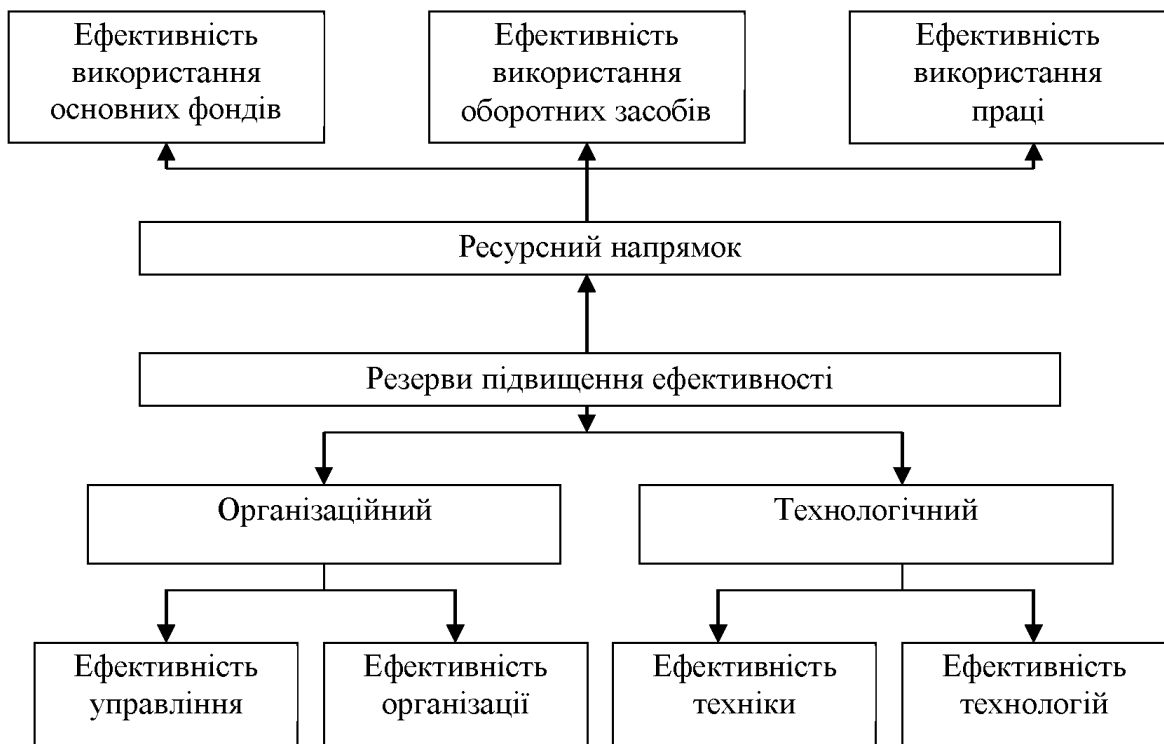 Ефективність
використання
основних фондів
Ефективність
використання
оборотних засобів
Ефективність
використання
праці
Ресурсний напрямок
Резерви підвищення ефективності
Організаційний
Технологічний
Ефективність
управління
Ефективність
організації
Ефективність
техніки
Ефективність
технологій